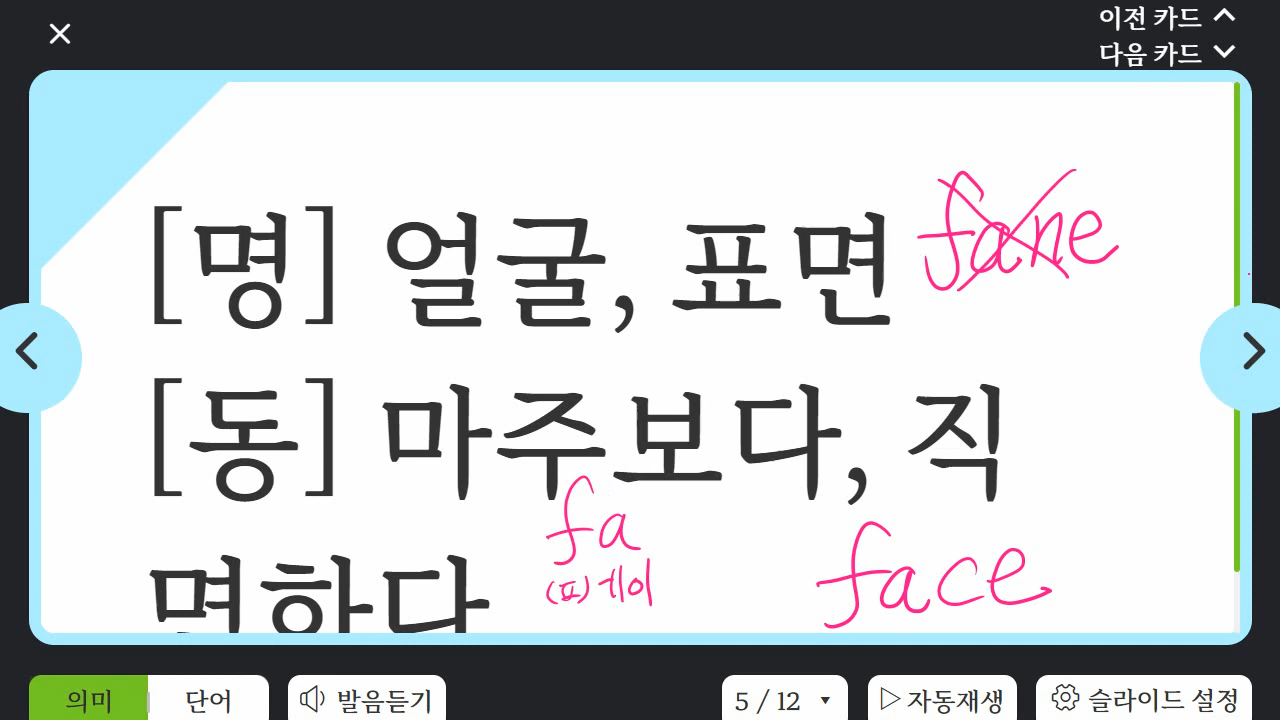 이전 카드
다음 카드
[명] 얼굴, 표면 fane
[동] 마주보다, 직
면하다
fa
(피)에이
face
의미 단어 발음듣기 5 / 12 자동재생 슬라이드 설정